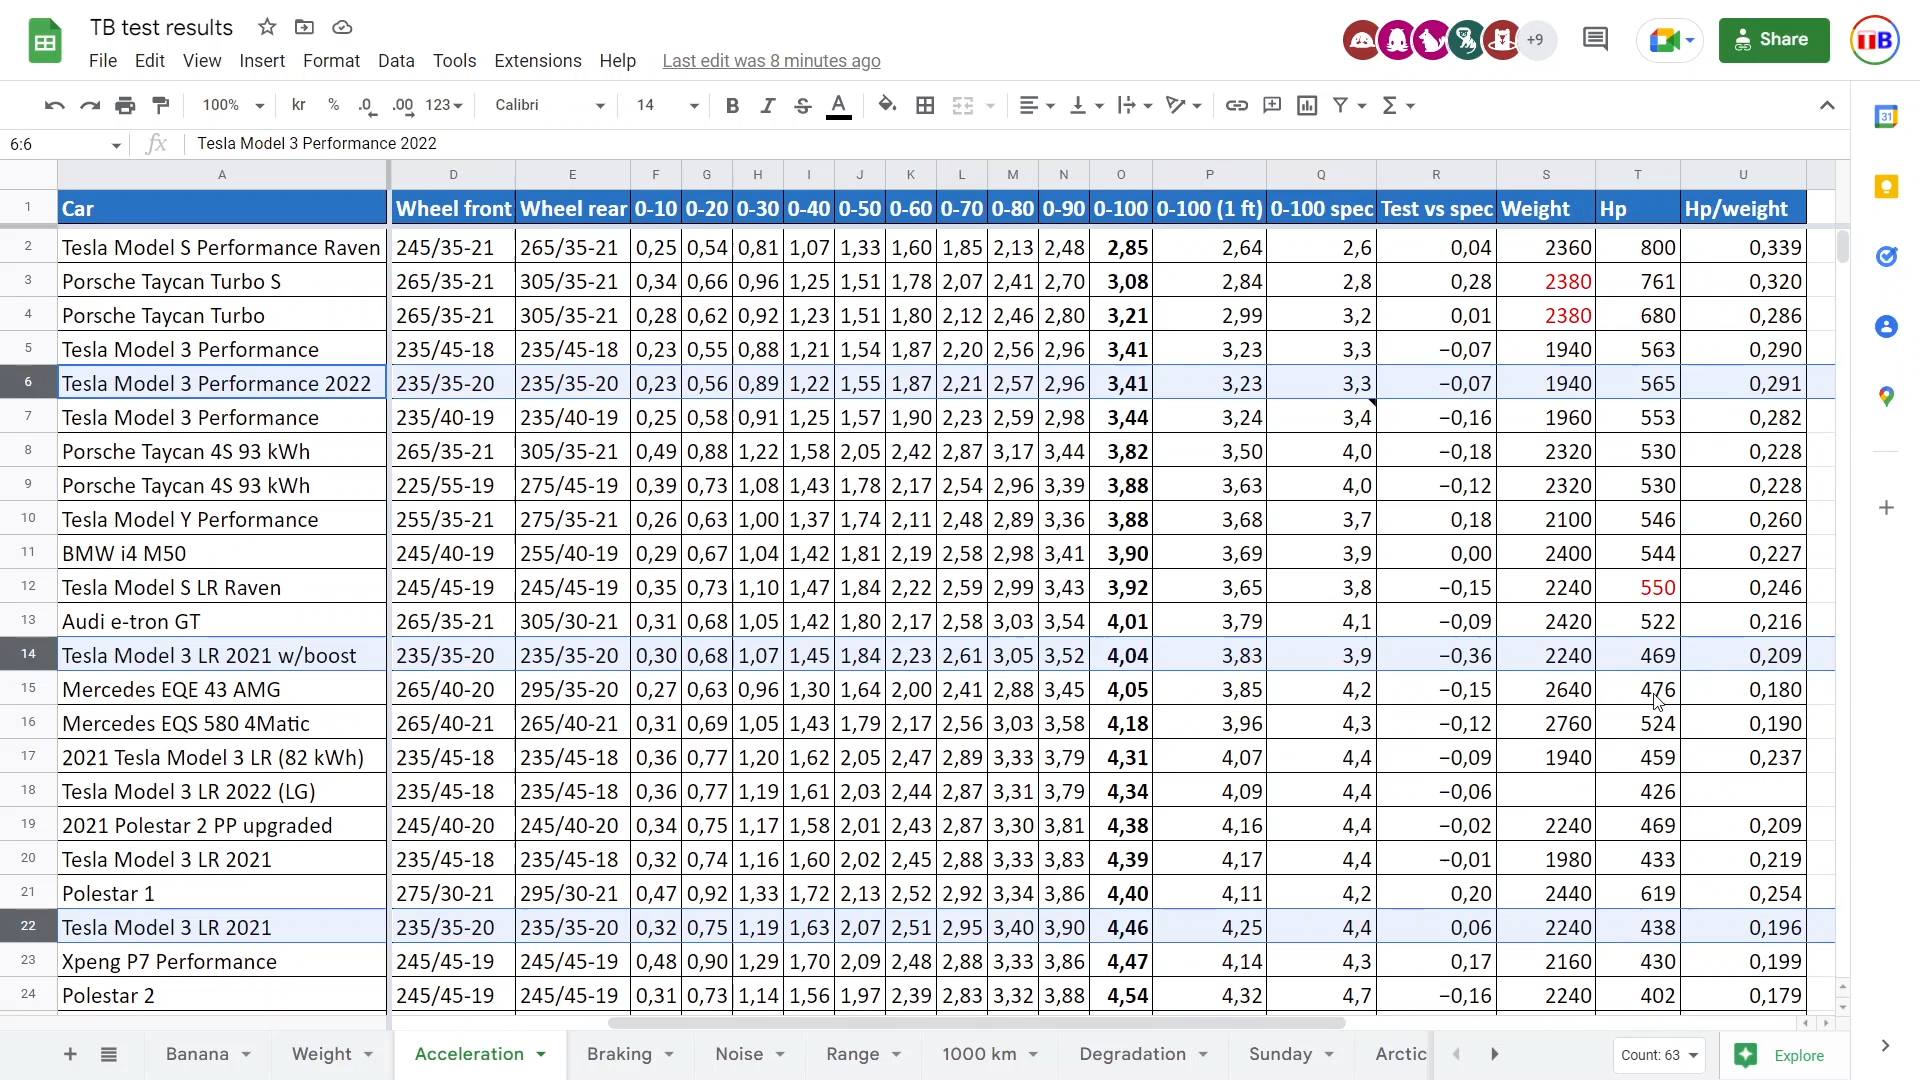 TB test results
+9
Share
TTB
File Edit View Insert Format Data Tools Extensions Help Last edit was 8 minutes ago
100% kr % .0 .00 123 Calibri 14 B I S A
31
6:6 fx Tesla Model 3 Performance 2022
A D E F G H I J K L M N O P Q R S T U
1 Car Wheel front Wheel rear 0-10 0-20 0-30 0-40 0-50 0-60 0-70 0-80 0-90 0-100 0-100 (1 ft) 0-100 spec Test vs spec Weight Hp Hp/weight
2 Tesla Model S Performance Raven 245/35-21 265/35-21 0,25 0,54 0,81 1,07 1,33 1,60 1,85 2,13 2,48 2,85 2,64 2,6 0,04 2360 800 0,339
3 Porsche Taycan Turbo S 265/35-21 305/35-21 0,34 0,66 0,96 1,25 1,51 1,78 2,07 2,41 2,70 3,08 2,84 2,8 0,28 2380 761 0,320
4 Porsche Taycan Turbo 265/35-21 305/35-21 0,28 0,62 0,92 1,23 1,51 1,80 2,12 2,46 2,80 3,21 2,99 3,2 0,01 2380 680 0,286
5 Tesla Model 3 Performance 235/45-18 235/45-18 0,23 0,55 0,88 1,21 1,54 1,87 2,20 2,56 2,96 3,41 3,23 3,3 −0,07 1940 563 0,290
6 Tesla Model 3 Performance 2022 235/35-20 235/35-20 0,23 0,56 0,89 1,22 1,55 1,87 2,21 2,57 2,96 3,41 3,23 3,3 −0,07 1940 565 0,291
7 Tesla Model 3 Performance 235/40-19 235/40-19 0,25 0,58 0,91 1,25 1,57 1,90 2,23 2,59 2,98 3,44 3,24 3,4 −0,16 1960 553 0,282
8 Porsche Taycan 4S 93 kWh 265/35-21 305/35-21 0,49 0,88 1,22 1,58 2,05 2,42 2,87 3,17 3,44 3,82 3,50 4,0 −0,18 2320 530 0,228
9 Porsche Taycan 4S 93 kWh 225/55-19 275/45-19 0,39 0,73 1,08 1,43 1,78 2,17 2,54 2,96 3,39 3,88 3,63 4,0 −0,12 2320 530 0,228
10 Tesla Model Y Performance 255/35-21 275/35-21 0,26 0,63 1,00 1,37 1,74 2,11 2,48 2,89 3,36 3,88 3,68 3,7 0,18 2100 546 0,260
11 BMW i4 M50 245/40-19 255/40-19 0,29 0,67 1,04 1,42 1,81 2,19 2,58 2,98 3,41 3,90 3,69 3,9 0,00 2400 544 0,227
12 Tesla Model S LR Raven 245/45-19 245/45-19 0,35 0,73 1,10 1,47 1,84 2,22 2,59 2,99 3,43 3,92 3,65 3,8 −0,15 2240 550 0,246
13 Audi e-tron GT 265/35-21 305/30-21 0,31 0,68 1,05 1,42 1,80 2,17 2,58 3,03 3,54 4,01 3,79 4,1 −0,09 2420 522 0,216
14 Tesla Model 3 LR 2021 w/boost 235/35-20 235/35-20 0,30 0,68 1,07 1,45 1,84 2,23 2,61 3,05 3,52 4,04 3,83 3,9 −0,36 2240 469 0,209
15 Mercedes EQE 43 AMG 265/40-20 295/35-20 0,27 0,63 0,96 1,30 1,64 2,00 2,41 2,88 3,45 4,05 3,85 4,2 −0,15 2640 476 0,180
16 Mercedes EQS 580 4Matic 265/40-21 265/40-21 0,31 0,69 1,05 1,43 1,79 2,17 2,56 3,03 3,58 4,18 3,96 4,3 −0,12 2760 524 0,190
17 2021 Tesla Model 3 LR (82 kWh) 235/45-18 235/45-18 0,36 0,77 1,20 1,62 2,05 2,47 2,89 3,33 3,79 4,31 4,07 4,4 −0,09 1940 459 0,237
18 Tesla Model 3 LR 2022 (LG) 235/45-18 235/45-18 0,36 0,77 1,19 1,61 2,03 2,44 2,87 3,31 3,79 4,34 4,09 4,4 −0,06 426
19 2021 Polestar 2 PP upgraded 245/40-20 245/40-20 0,34 0,75 1,17 1,58 2,01 2,43 2,87 3,30 3,81 4,38 4,16 4,4 −0,02 2240 469 0,209
20 Tesla Model 3 LR 2021 235/45-18 235/45-18 0,32 0,74 1,16 1,60 2,02 2,45 2,88 3,33 3,83 4,39 4,17 4,4 −0,01 1980 433 0,219
21 Polestar 1 275/30-21 295/30-21 0,47 0,92 1,33 1,72 2,13 2,52 2,92 3,34 3,86 4,40 4,11 4,2 0,20 2440 619 0,254
22 Tesla Model 3 LR 2021 235/35-20 235/35-20 0,32 0,75 1,19 1,63 2,07 2,51 2,95 3,40 3,90 4,46 4,25 4,4 0,06 2240 438 0,196
23 Xpeng P7 Performance 245/45-19 245/45-19 0,48 0,90 1,29 1,70 2,09 2,48 2,88 3,33 3,86 4,47 4,14 4,3 0,17 2160 430 0,199
24 Polestar 2 245/45-19 245/45-19 0,31 0,73 1,14 1,56 1,97 2,39 2,83 3,32 3,88 4,54 4,32 4,7 −0,16 2240 402 0,179
Banana Weight Acceleration Braking Noise Range 1000 km Degradation Sunday Arctic Count: 63 Explore